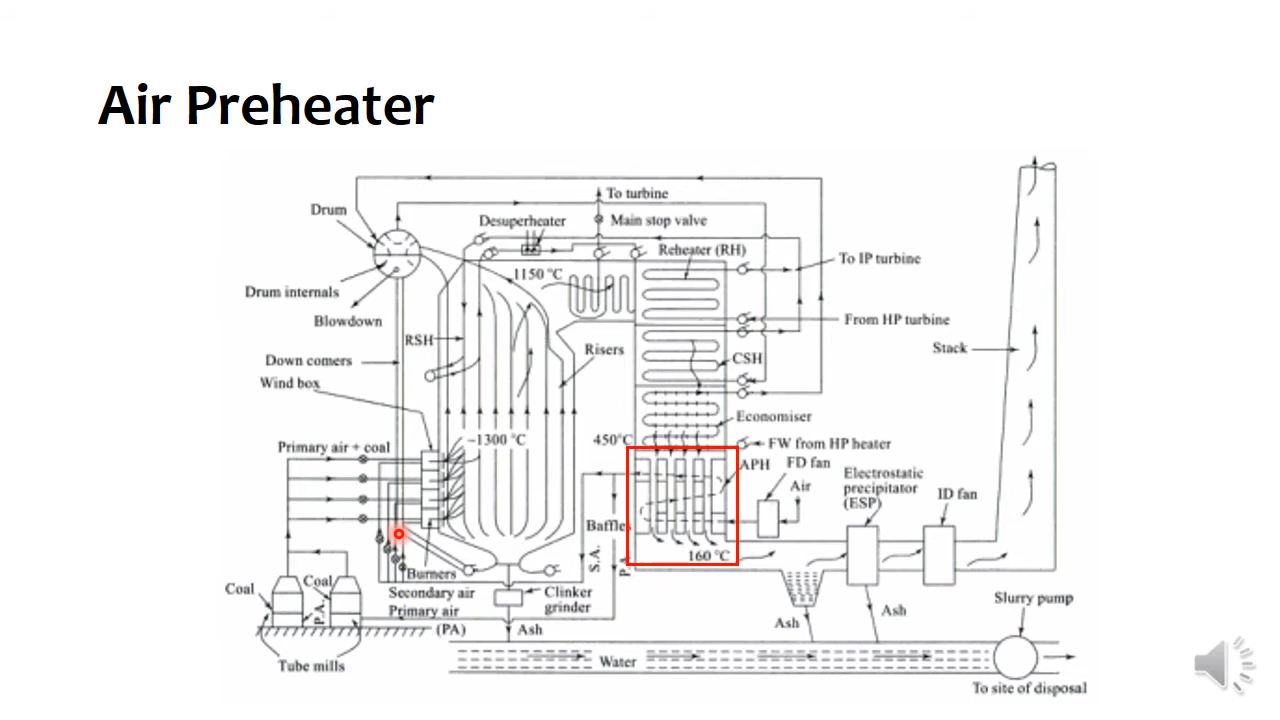 Air Preheater
To turbine
Drum
Desuperheater
Main stop valve
Reheater (RH)
To IP turbine
1150 °C
Drum internals
Blowdown
From HP turbine
RSH
Risers
CSH
Stack
Down comers
Wind box
Economiser
Primary air + coal
~1300 °C
450°C
FW from HP heater
APH
FD fan
Air
Electrostatic
precipitator
(ESP)
ID fan
Baffles
S.A.
P.A.
160 °C
Burners
Coal
Coal
P.A.
Secondary air
Primary air
(PA)
Clinker
grinder
Ash
Ash
Ash
Slurry pump
Tube mills
Water
To site of disposal